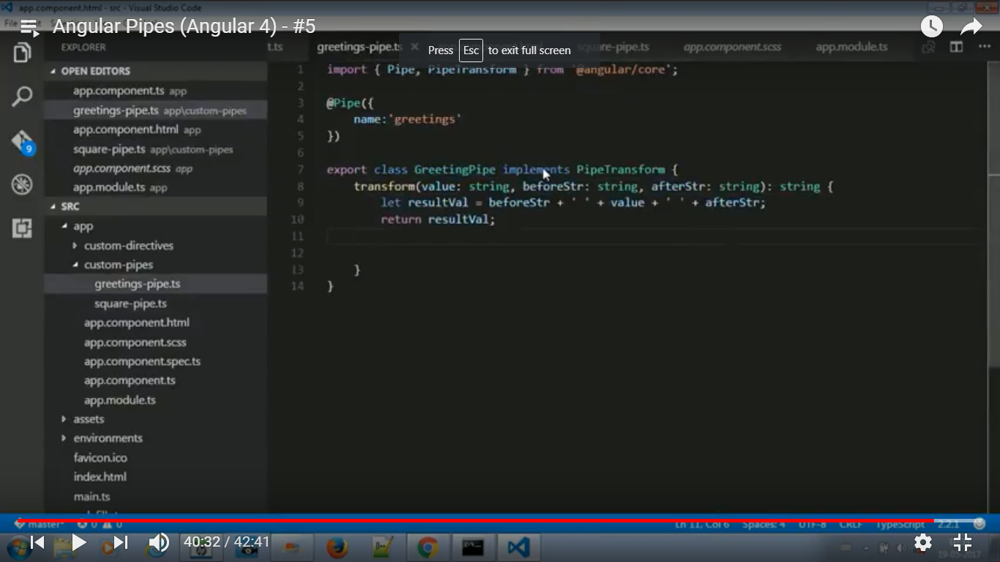 app.component.html - src - Visual Studio Code
File
Angular Pipes (Angular 4) - #5
Press Esc to exit full screen
EXPLORER
t.ts greetings-pipe.ts square-pipe.ts app.component.scss app.module.ts
OPEN EDITORS
app.component.ts app
greetings-pipe.ts app\custom-pipes
app.component.html app
square-pipe.ts app\custom-pipes
app.component.scss app
app.module.ts app
9
SRC
app
custom-directives
custom-pipes
greetings-pipe.ts
square-pipe.ts
app.component.html
app.component.scss
app.component.spec.ts
app.component.ts
app.module.ts
assets
environments
favicon.ico
index.html
main.ts
1 import { Pipe, PipeTransform } from '@angular/core';
2
3 @Pipe({
4 name:'greetings'
5 })
6
7 export class GreetingPipe implements PipeTransform {
8 transform(value: string, beforeStr: string, afterStr: string): string {
9 let resultVal = beforeStr + ' ' + value + ' ' + afterStr;
10 return resultVal;
11
12
13 }
14 }
master* 0 0 Ln 11, Col 6 Spaces: 4 UTF-8 CRLF TypeScript 2.2.1
40:32 / 42:41
19-05-2017